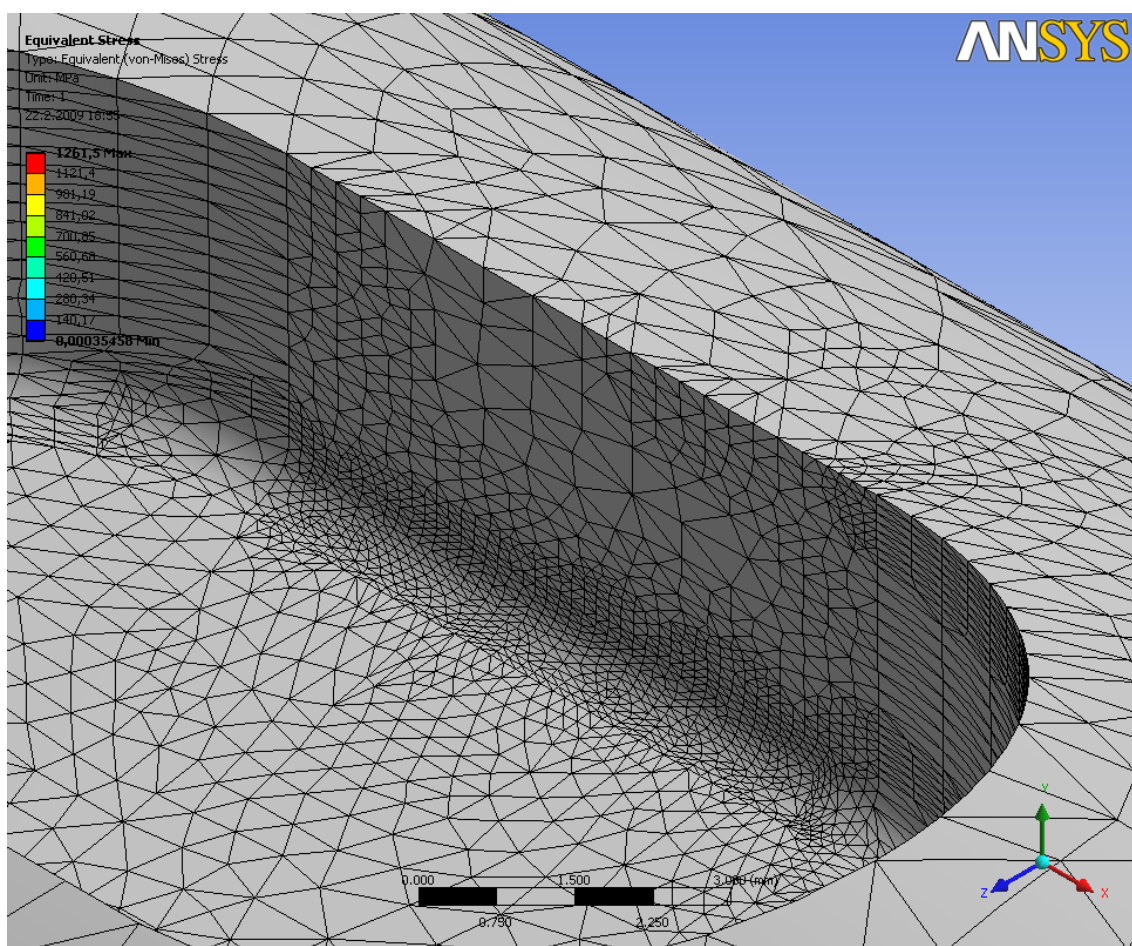 Equivalent Stress
Type: Equivalent (von-Mises) Stress
Unit: MPa
Time: 1
22.2.2009 18:55
1261,5 Max
1121,4
981,19
841,02
700,85
560,68
420,51
280,34
140,17
0,00035458 Min
ANSYS
0.000
1.500
3.000 (mm)
0.750
2.250
Y
Z
X